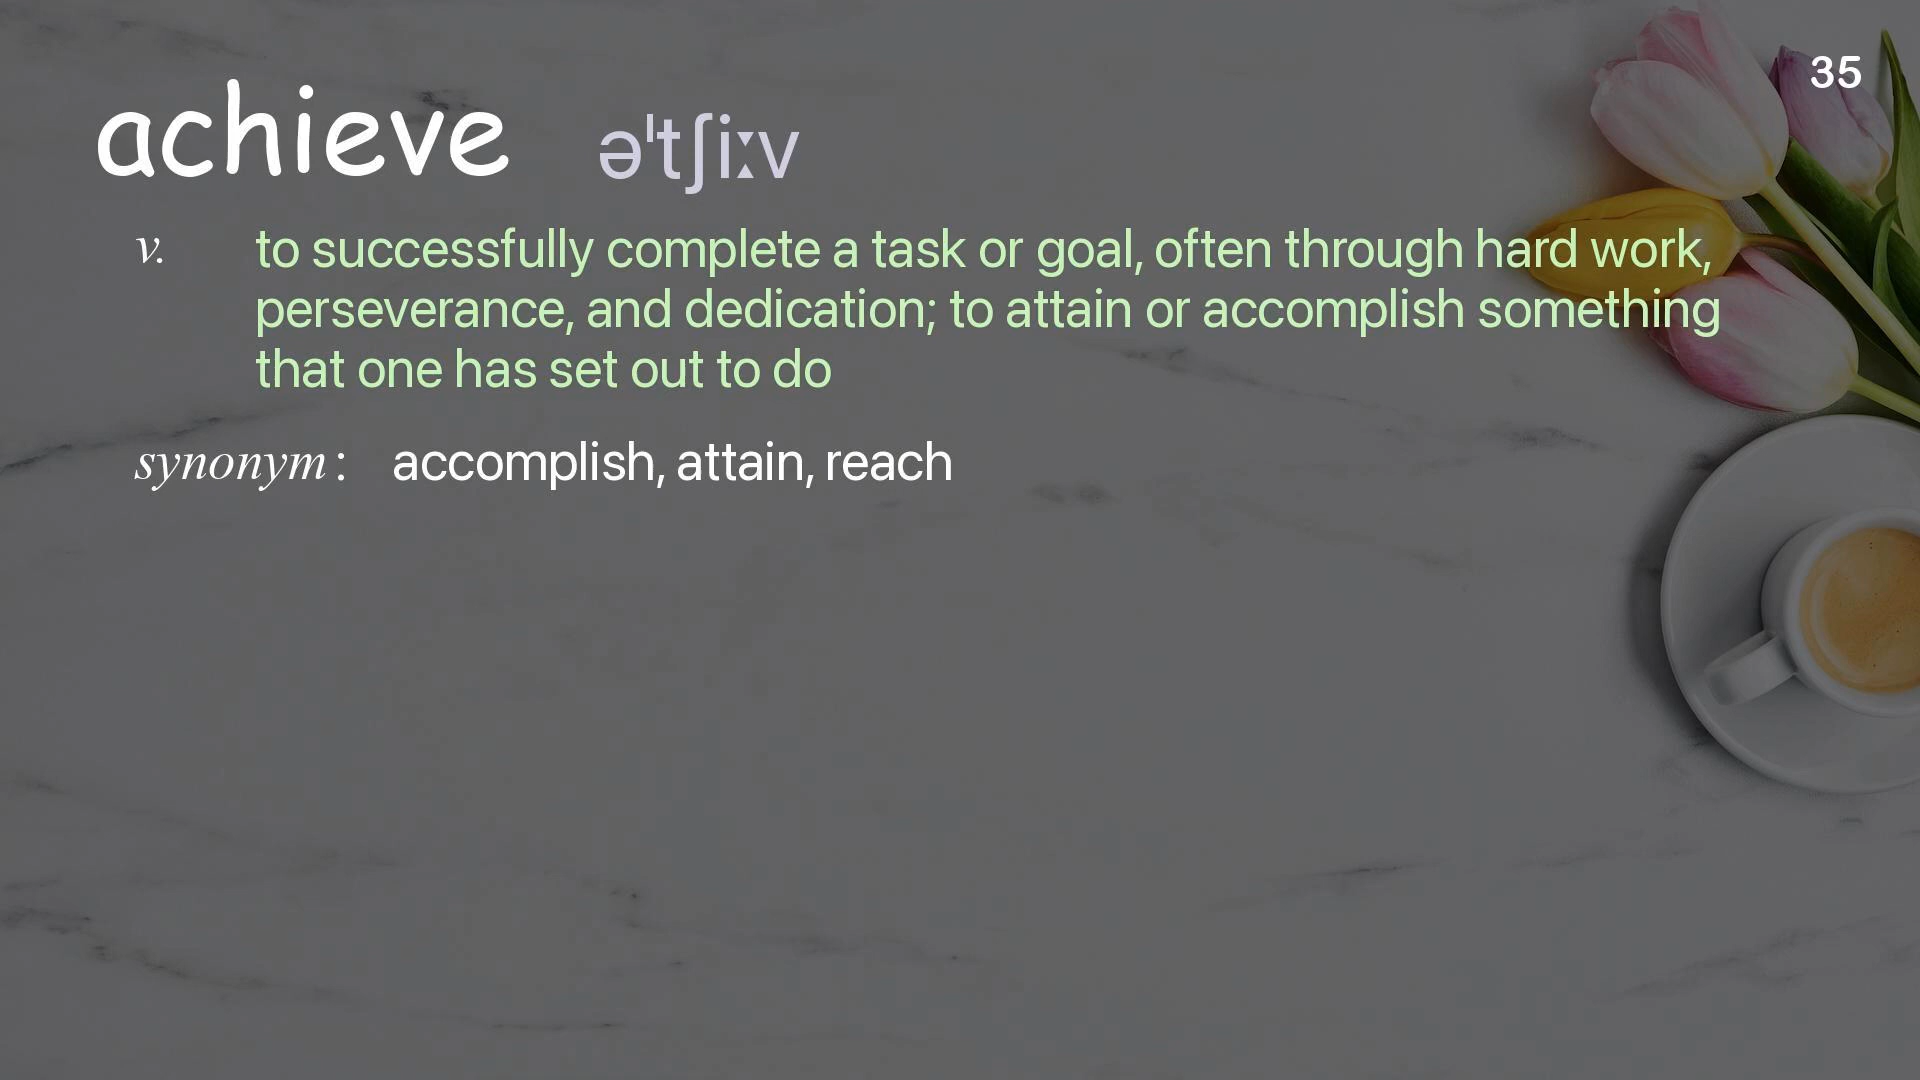 35
achieve əˈtʃiːv
v. to successfully complete a task or goal, often through hard work,
perseverance, and dedication; to attain or accomplish something
that one has set out to do
synonym: accomplish, attain, reach